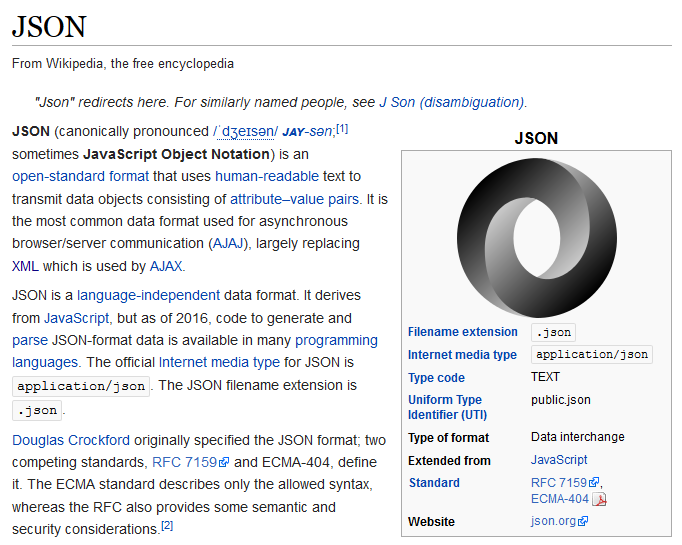 JSON
From Wikipedia, the free encyclopedia
"Json" redirects here. For similarly named people, see J Son (disambiguation).
JSON (canonically pronounced /ˈdʒeɪsən/ JAY-sən;[1]
sometimes JavaScript Object Notation) is an
open-standard format that uses human-readable text to
transmit data objects consisting of attribute–value pairs. It is
the most common data format used for asynchronous
browser/server communication (AJAJ), largely replacing
XML which is used by AJAX.
JSON is a language-independent data format. It derives
from JavaScript, but as of 2016, code to generate and
parse JSON-format data is available in many programming
languages. The official Internet media type for JSON is
application/json. The JSON filename extension is
.json.
Douglas Crockford originally specified the JSON format; two
competing standards, RFC 7159 and ECMA-404, define
it. The ECMA standard describes only the allowed syntax,
whereas the RFC also provides some semantic and
security considerations.[2]
JSON
Filename extension .json
Internet media type application/json
Type code TEXT
Uniform Type public.json
Identifier (UTI)
Type of format Data interchange
Extended from JavaScript
Standard RFC 7159,
ECMA-404
Website json.org